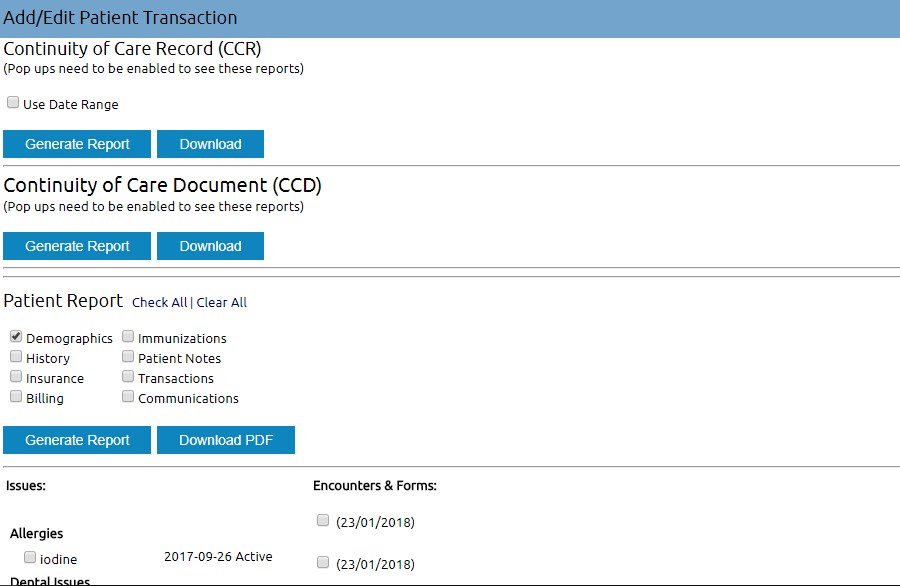 Add/Edit Patient Transaction
Continuity of Care Record (CCR)
(Pop ups need to be enabled to see these reports)
Use Date Range
Generate Report Download
Continuity of Care Document (CCD)
(Pop ups need to be enabled to see these reports)
Generate Report Download
Patient Report Check All | Clear All
Demographics Immunizations
History Patient Notes
Insurance Transactions
Billing Communications
Generate Report Download PDF
Issues: Encounters & Forms:
(23/01/2018)
Allergies
iodine 2017-09-26 Active
(23/01/2018)
Dental Issues